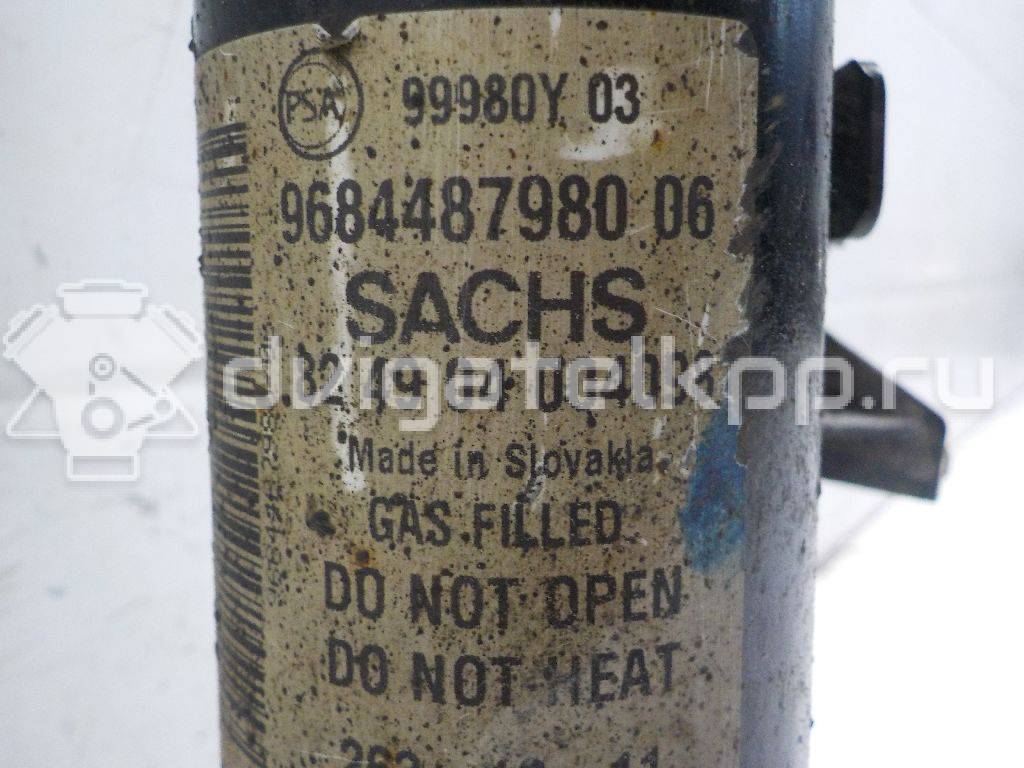 PSA 99980Y 03
9684487980 06
SACHS
dvigatelkpp.ru
Made in Slovakia
GAS FILLED
DO NOT OPEN
DO NOT HEAT